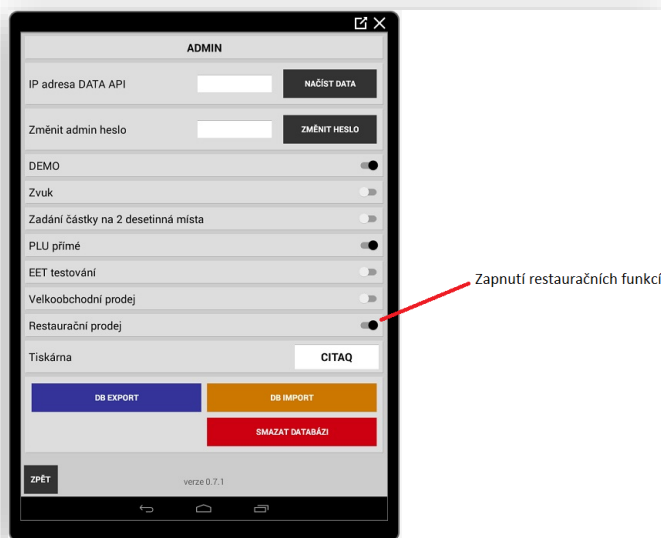 ADMIN
IP adresa DATA API
NAČÍST DATA
Změnit admin heslo
ZMĚNIT HESLO
DEMO
Zvuk
Zadání částky na 2 desetinná místa
PLU přímé
EET testování
Zapnutí restauračních funkcí
Velkoobchodní prodej
Restaurační prodej
Tiskárna
CITAQ
DB EXPORT
DB IMPORT
SMAZAT DATABÁZI
ZPĚT
verze 0.7.1